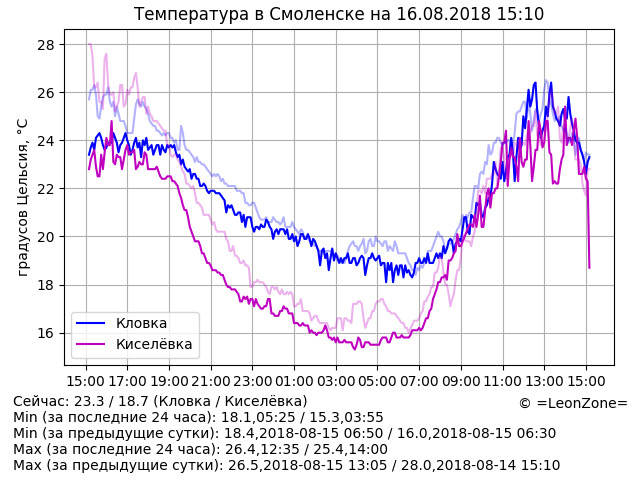 Температура в Смоленске на 16.08.2018 15:10
градусов Цельсия, °C
28
26
24
22
20
18
16
Кловка
Киселёвка
15:00 17:00 19:00 21:00 23:00 01:00 03:00 05:00 07:00 09:00 11:00 13:00 15:00
Сейчас: 23.3 / 18.7 (Кловка / Киселёвка)
© =LeonZone=
Min (за последние 24 часа): 18.1,05:25 / 15.3,03:55
Min (за предыдущие сутки): 18.4,2018-08-15 06:50 / 16.0,2018-08-15 06:30
Max (за последние 24 часа): 26.4,12:35 / 25.4,14:00
Max (за предыдущие сутки): 26.5,2018-08-15 13:05 / 28.0,2018-08-14 15:10